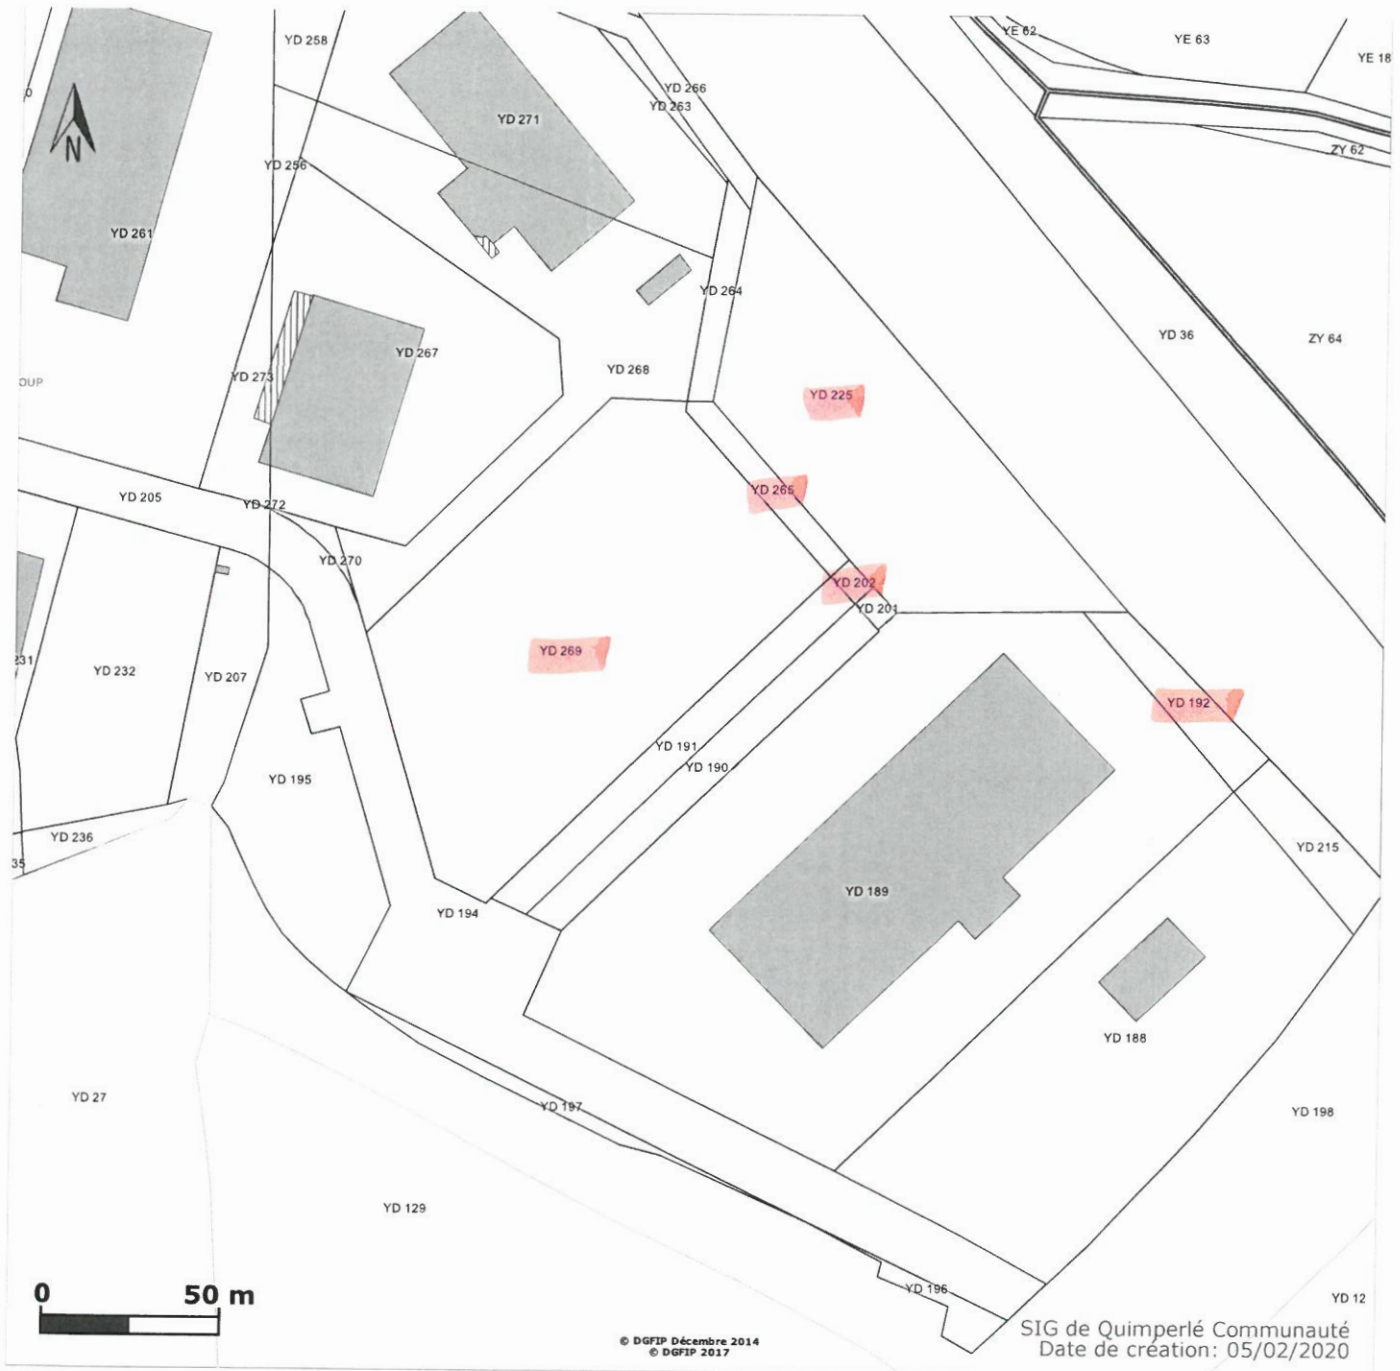 YD 258
YE 62
YE 63
YE 18
YD 266
YD 263
YD 271
ZY 62
YD 256
N
YD 261
YD 264
YD 36
ZY 64
YD 267
YD 268
YD 273
OUP
YD 225
YD 265
YD 205
YD 272
YD 270
YD 202
YD 201
YD 269
231
YD 232
YD 207
YD 192
YD 191
YD 190
YD 195
YD 236
35
YD 215
YD 189
YD 194
YD 188
YD 27
YD 197
YD 198
YD 129
YD 196
YD 12
0 50 m
© DGFIP Décembre 2014
© DGFIP 2017
SIG de Quimperlé Communauté
Date de création: 05/02/2020